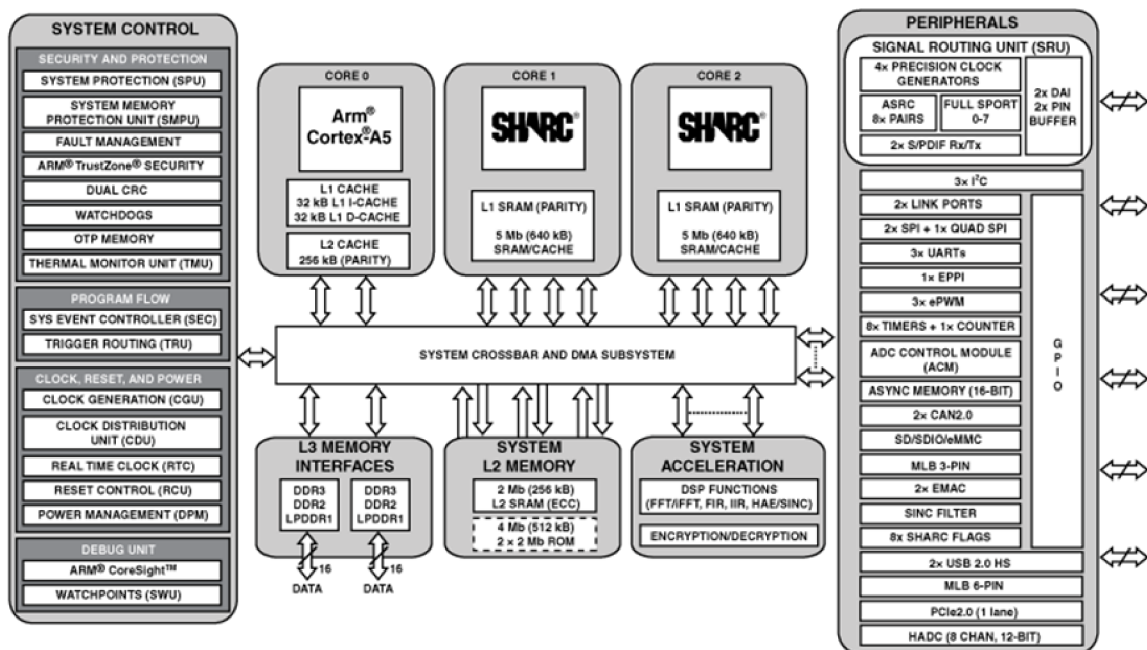 SYSTEM CONTROL
SECURITY AND PROTECTION
SYSTEM PROTECTION (SPU)
SYSTEM MEMORY
PROTECTION UNIT (SMPU)
FAULT MANAGEMENT
ARM® TrustZone® SECURITY
DUAL CRC
WATCHDOGS
OTP MEMORY
THERMAL MONITOR UNIT (TMU)
PROGRAM FLOW
SYS EVENT CONTROLLER (SEC)
TRIGGER ROUTING (TRU)
CLOCK, RESET, AND POWER
CLOCK GENERATION (CGU)
CLOCK DISTRIBUTION
UNIT (CDU)
REAL TIME CLOCK (RTC)
RESET CONTROL (RCU)
POWER MANAGEMENT (DPM)
DEBUG UNIT
ARM® CoreSight™
WATCHPOINTS (SWU)
CORE 0
Arm®
Cortex®-A5
L1 CACHE
32 kB L1 I-CACHE
32 kB L1 D-CACHE
L2 CACHE
256 kB (PARITY)
CORE 1
SHARC®
L1 SRAM (PARITY)
5 Mb (640 kB)
SRAM/CACHE
CORE 2
SHARC®
L1 SRAM (PARITY)
5 Mb (640 kB)
SRAM/CACHE
SYSTEM CROSSBAR AND DMA SUBSYSTEM
L3 MEMORY
INTERFACES
DDR3
DDR2
LPDDR1
DDR3
DDR2
LPDDR1
16
16
DATA
DATA
SYSTEM
L2 MEMORY
2 Mb (256 kB)
L2 SRAM (ECC)
4 Mb (512 kB)
2 × 2 Mb ROM
SYSTEM
ACCELERATION
DSP FUNCTIONS
(FFT/iFFT, FIR, IIR, HAE/SINC)
ENCRYPTION/DECRYPTION
PERIPHERALS
SIGNAL ROUTING UNIT (SRU)
4× PRECISION CLOCK
GENERATORS
ASRC
8× PAIRS
FULL SPORT
0-7
2× S/PDIF Rx/Tx
2× DAI
2× PIN
BUFFER
3× I²C
2× LINK PORTS
2× SPI + 1× QUAD SPI
3× UARTs
1× EPPI
3× ePWM
8× TIMERS + 1× COUNTER
ADC CONTROL MODULE
(ACM)
ASYNC MEMORY (16-BIT)
2× CAN2.0
SD/SDIO/eMMC
MLB 3-PIN
2× EMAC
SINC FILTER
8× SHARC FLAGS
GPIO
2× USB 2.0 HS
MLB 6-PIN
PCIe2.0 (1 lane)
HADC (8 CHAN, 12-BIT)